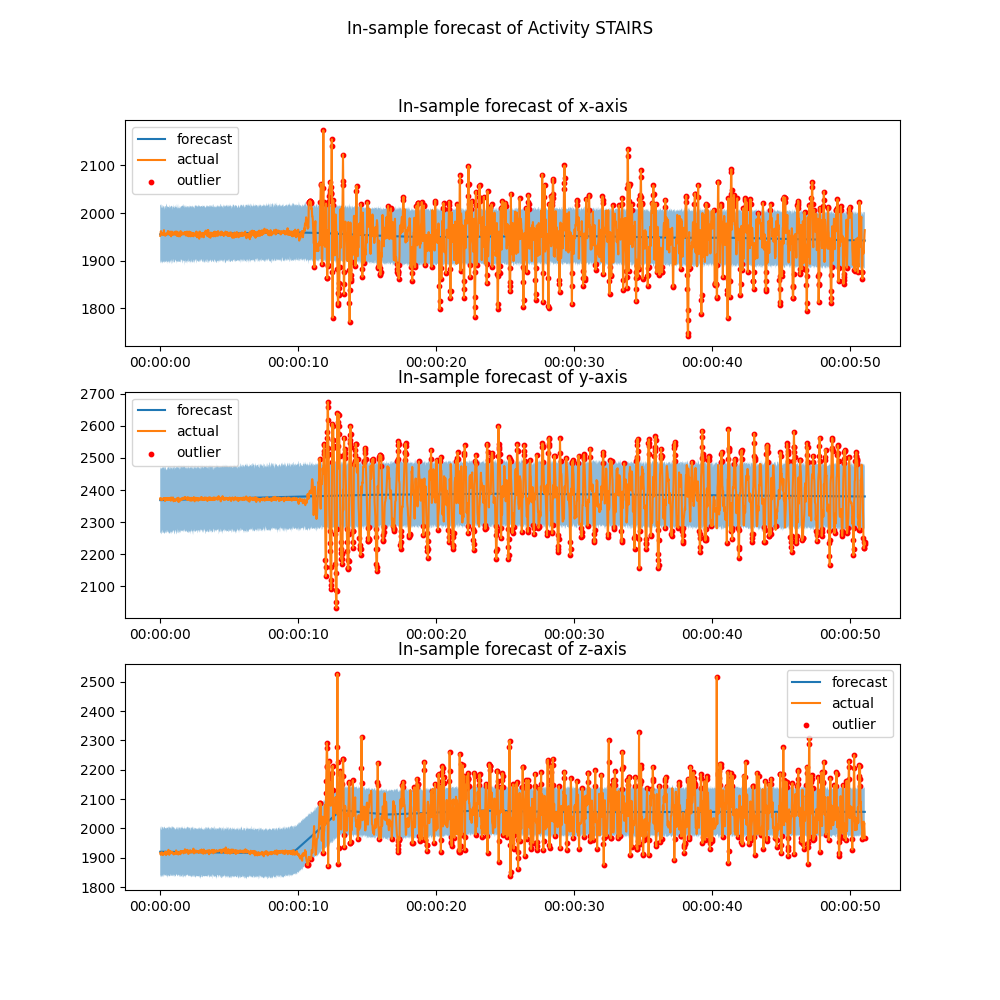 In-sample forecast of Activity STAIRS
In-sample forecast of x-axis
forecast
actual
outlier
2100
2000
1900
1800
00:00:00 00:00:10 00:00:20 00:00:30 00:00:40 00:00:50
In-sample forecast of y-axis
forecast
actual
outlier
2700
2600
2500
2400
2300
2200
2100
00:00:00 00:00:10 00:00:20 00:00:30 00:00:40 00:00:50
In-sample forecast of z-axis
forecast
actual
outlier
2500
2400
2300
2200
2100
2000
1900
1800
00:00:00 00:00:10 00:00:20 00:00:30 00:00:40 00:00:50